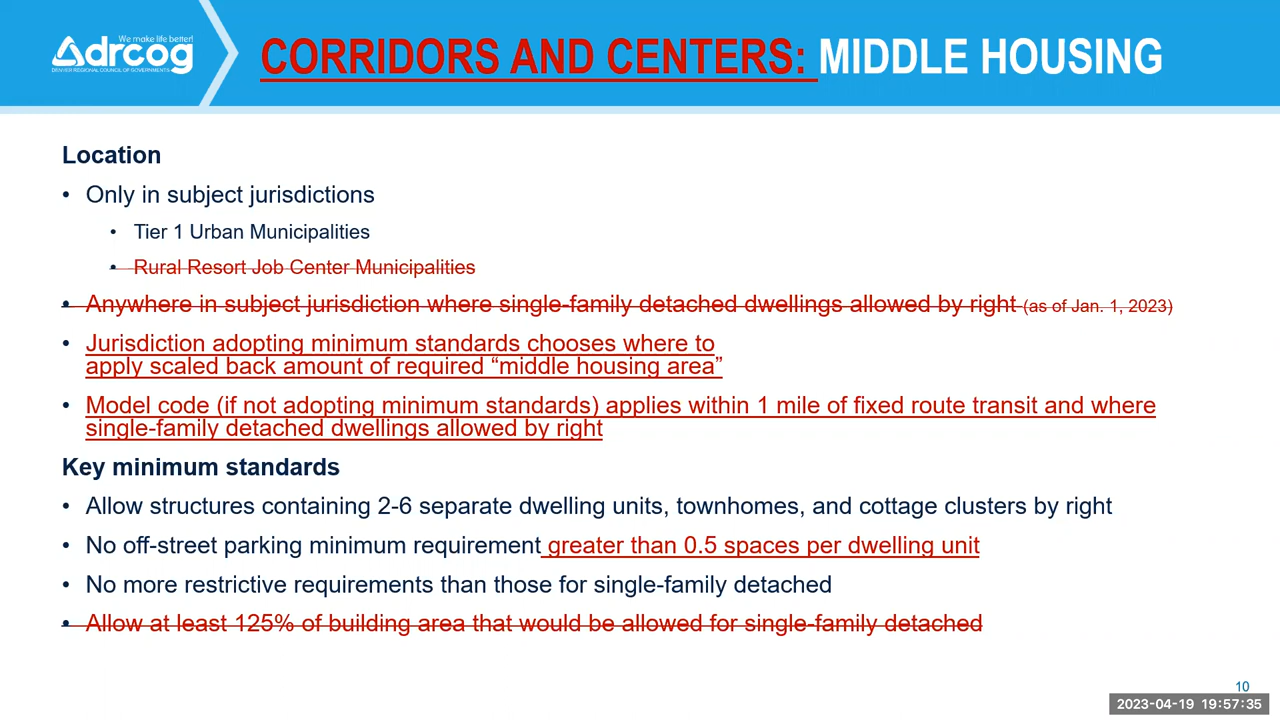 We make life better!
drcog
DENVER REGIONAL COUNCIL OF GOVERNMENTS
CORRIDORS AND CENTERS: MIDDLE HOUSING
Location
• Only in subject jurisdictions
• Tier 1 Urban Municipalities
• Rural Resort Job Center Municipalities
• Anywhere in subject jurisdiction where single-family detached dwellings allowed by right (as of Jan. 1, 2023)
• Jurisdiction adopting minimum standards chooses where to
apply scaled back amount of required “middle housing area”
• Model code (if not adopting minimum standards) applies within 1 mile of fixed route transit and where
single-family detached dwellings allowed by right
Key minimum standards
• Allow structures containing 2-6 separate dwelling units, townhomes, and cottage clusters by right
• No off-street parking minimum requirement greater than 0.5 spaces per dwelling unit
• No more restrictive requirements than those for single-family detached
• Allow at least 125% of building area that would be allowed for single-family detached
10
2023-04-19 19:57:35